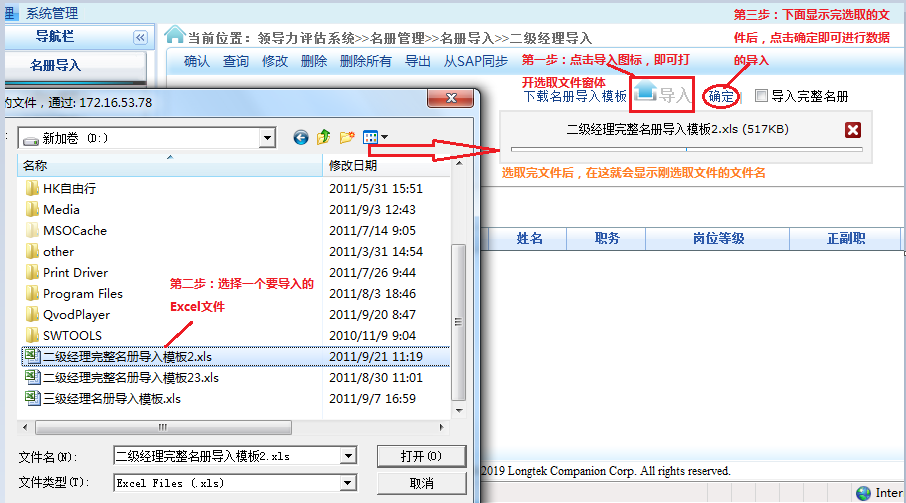 理 系统管理
导航栏
名册导入
当前位置：领导力评估系统>>名册管理>>名册导入>>二级经理导入
确认 查询 修改 删除 删除所有 导出 从SAP同步
第一步：点击导入图标，即可打
开选取文件窗体
第三步：下面显示完选取的文
件后，点击确定即可进行数据
的导入
下载名册导入模板 导入 确定 导入完整名册
二级经理完整名册导入模板2.xls (517KB)
选取完文件后，在这就会显示刚选取文件的文件名
姓名 职务 岗位等级 正副职
的文件，通过: 172.16.53.78
新加卷 (D:)
名称 修改日期
HK自由行 2011/5/31 15:51
Media 2011/9/3 12:43
MSOCache 2011/7/14 9:05
other 2011/3/31 14:54
Print Driver 2011/7/26 9:44
Program Files 2011/8/3 18:46
QvodPlayer 2011/9/20 8:47
SWTOOLS 2010/11/9 9:04
二级经理完整名册导入模板2.xls 2011/9/21 11:19
二级经理完整名册导入模板23.xls 2011/8/30 11:01
三级经理名册导入模板.xls 2011/9/7 16:59
第二步：选择一个要导入的
Excel文件
文件名(N): 二级经理完整名册导入模板2.xls 打开(O)
文件类型(T): Excel Files (.xls) 取消
2019 Longtek Companion Corp. All rights reserved.
Inter